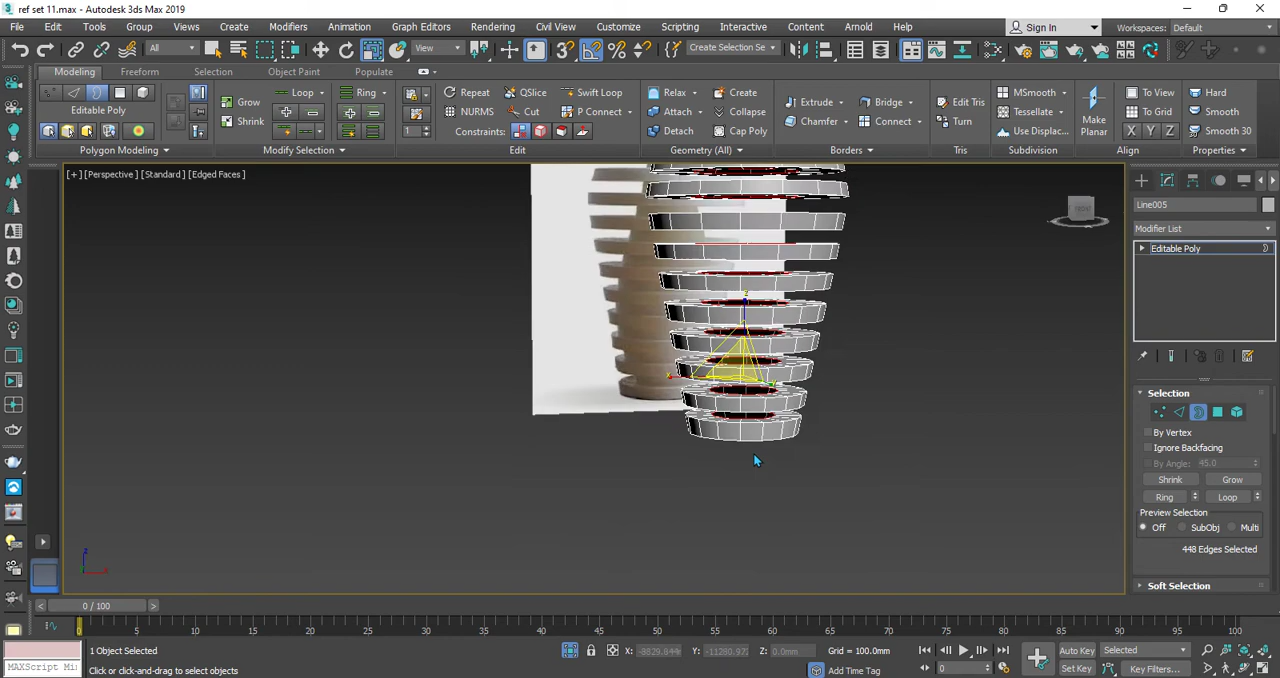 ref set 11.max - Autodesk 3ds Max 2019
File Edit Tools Group Views Create Modifiers Animation Graph Editors Rendering Civil View Customize Scripting Interactive Content Arnold Help Sign In Workspaces: Default
All View Create Selection Se
Modeling Freeform Selection Object Paint Populate
Editable Poly Grow Loop Ring Repeat QSlice Swift Loop Relax Create Extrude Bridge Edit Tris MSmooth To View Hard
Shrink NURMS Cut P Connect Attach Collapse Chamfer Connect Turn Tessellate Make Planar To Grid Smooth
1 Constraints: Detach Cap Poly Use Displac... X Y Z Smooth 30
Polygon Modeling Modify Selection Edit Geometry (All) Borders Tris Subdivision Align Properties
[+] [Perspective] [Standard] [Edged Faces]
FRONT
Line005
Modifier List
Editable Poly
Selection
By Vertex
Ignore Backfacing
By Angle: 45.0
Shrink Grow
Ring Loop
Preview Selection
Off SubObj Multi
448 Edges Selected
Soft Selection
0 / 100
0 5 10 15 20 25 30 35 40 45 50 55 60 65 70 75 80 85 90 95 100
1 Object Selected X: -8829.844m Y: -11280.972 Z: 0.0mm Grid = 100.0mm Auto Key Selected
MAXScript Mi Click or click-and-drag to select objects Add Time Tag 0 Set Key Key Filters...